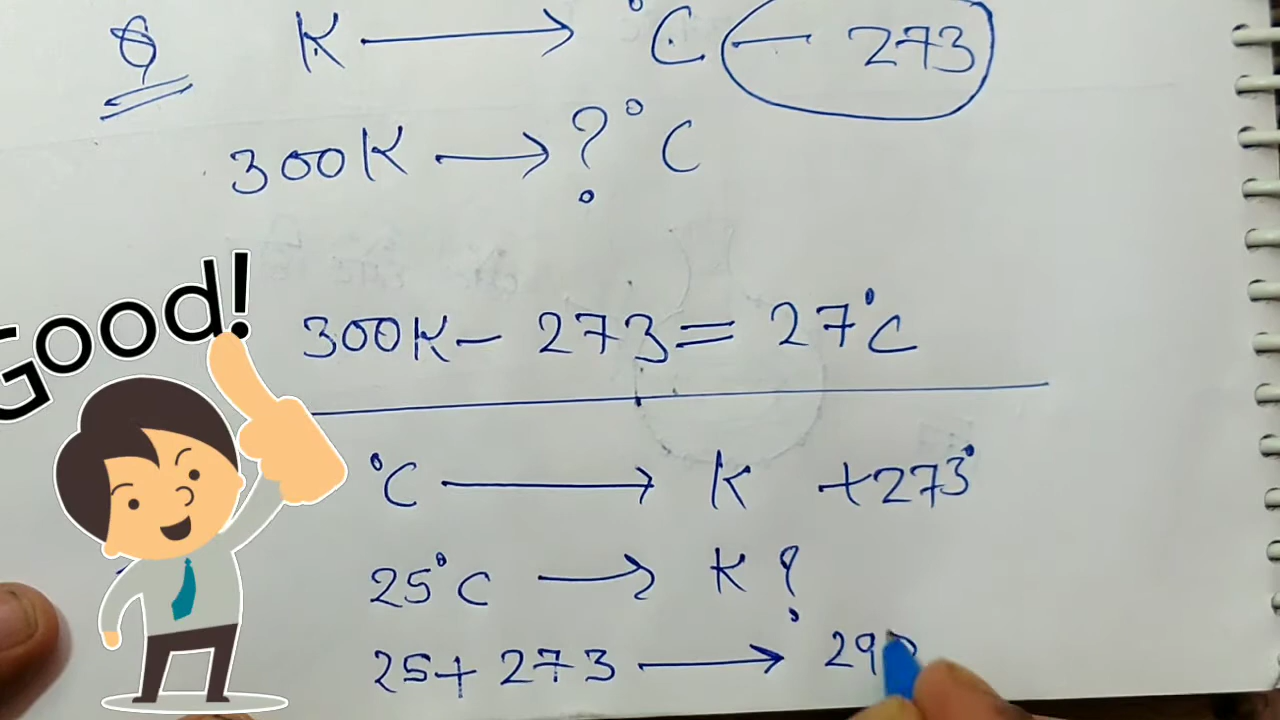 Q K → °C - 273
300K → ? °C
Good!
300K - 273 = 27°C
°C → K +273°
25°C → K ?
25 + 273 → 29